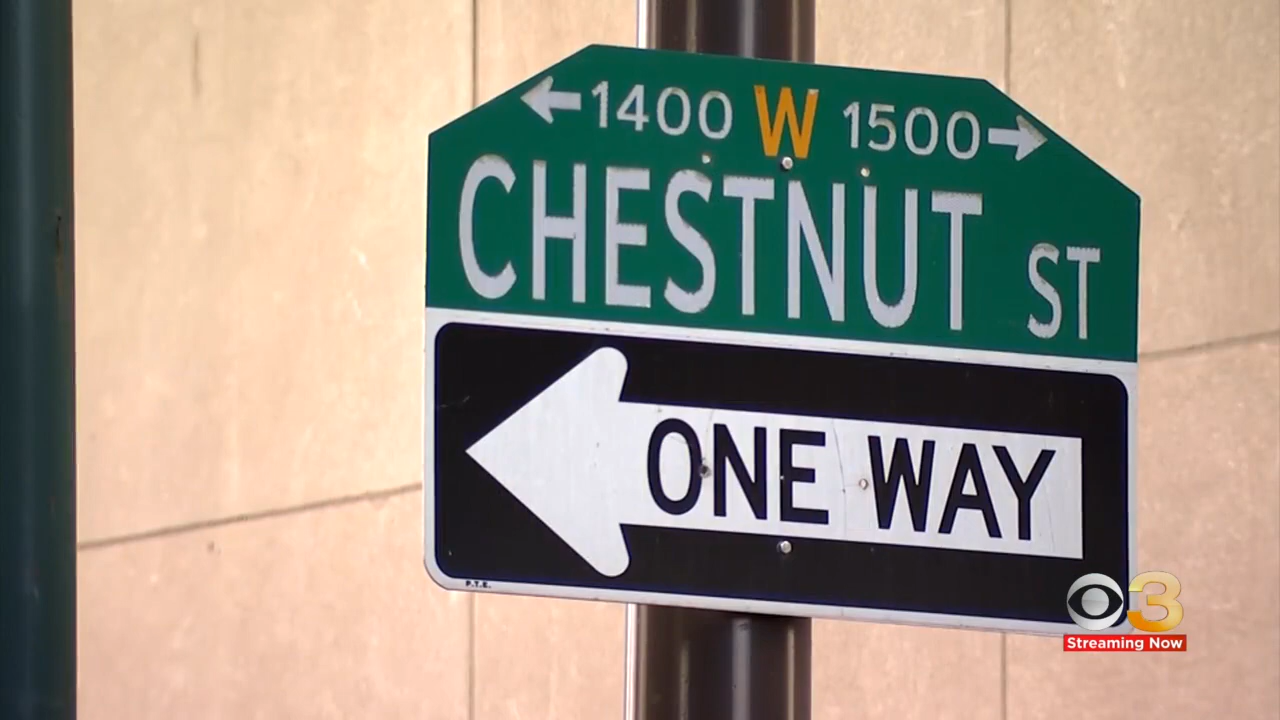 ← 1400 W 1500 →
CHESTNUT ST
ONE WAY
P.T.E.
3
Streaming Now